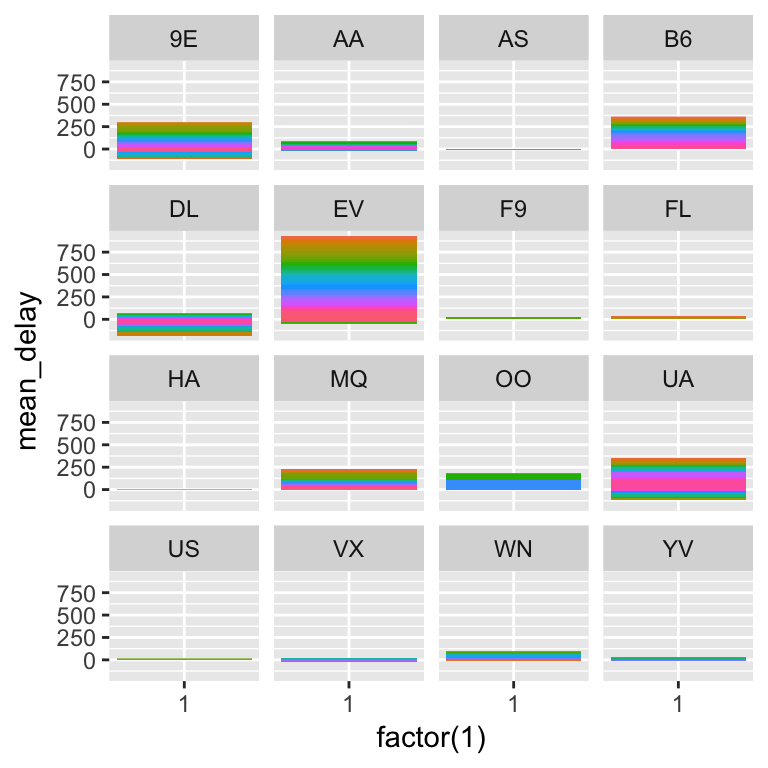 9E AA AS B6
750
500
250
0
DL EV F9 FL
750
500
250
0
mean_delay
HA MQ OO UA
750
500
250
0
US VX WN YV
750
500
250
0
1 1 1 1
factor(1)